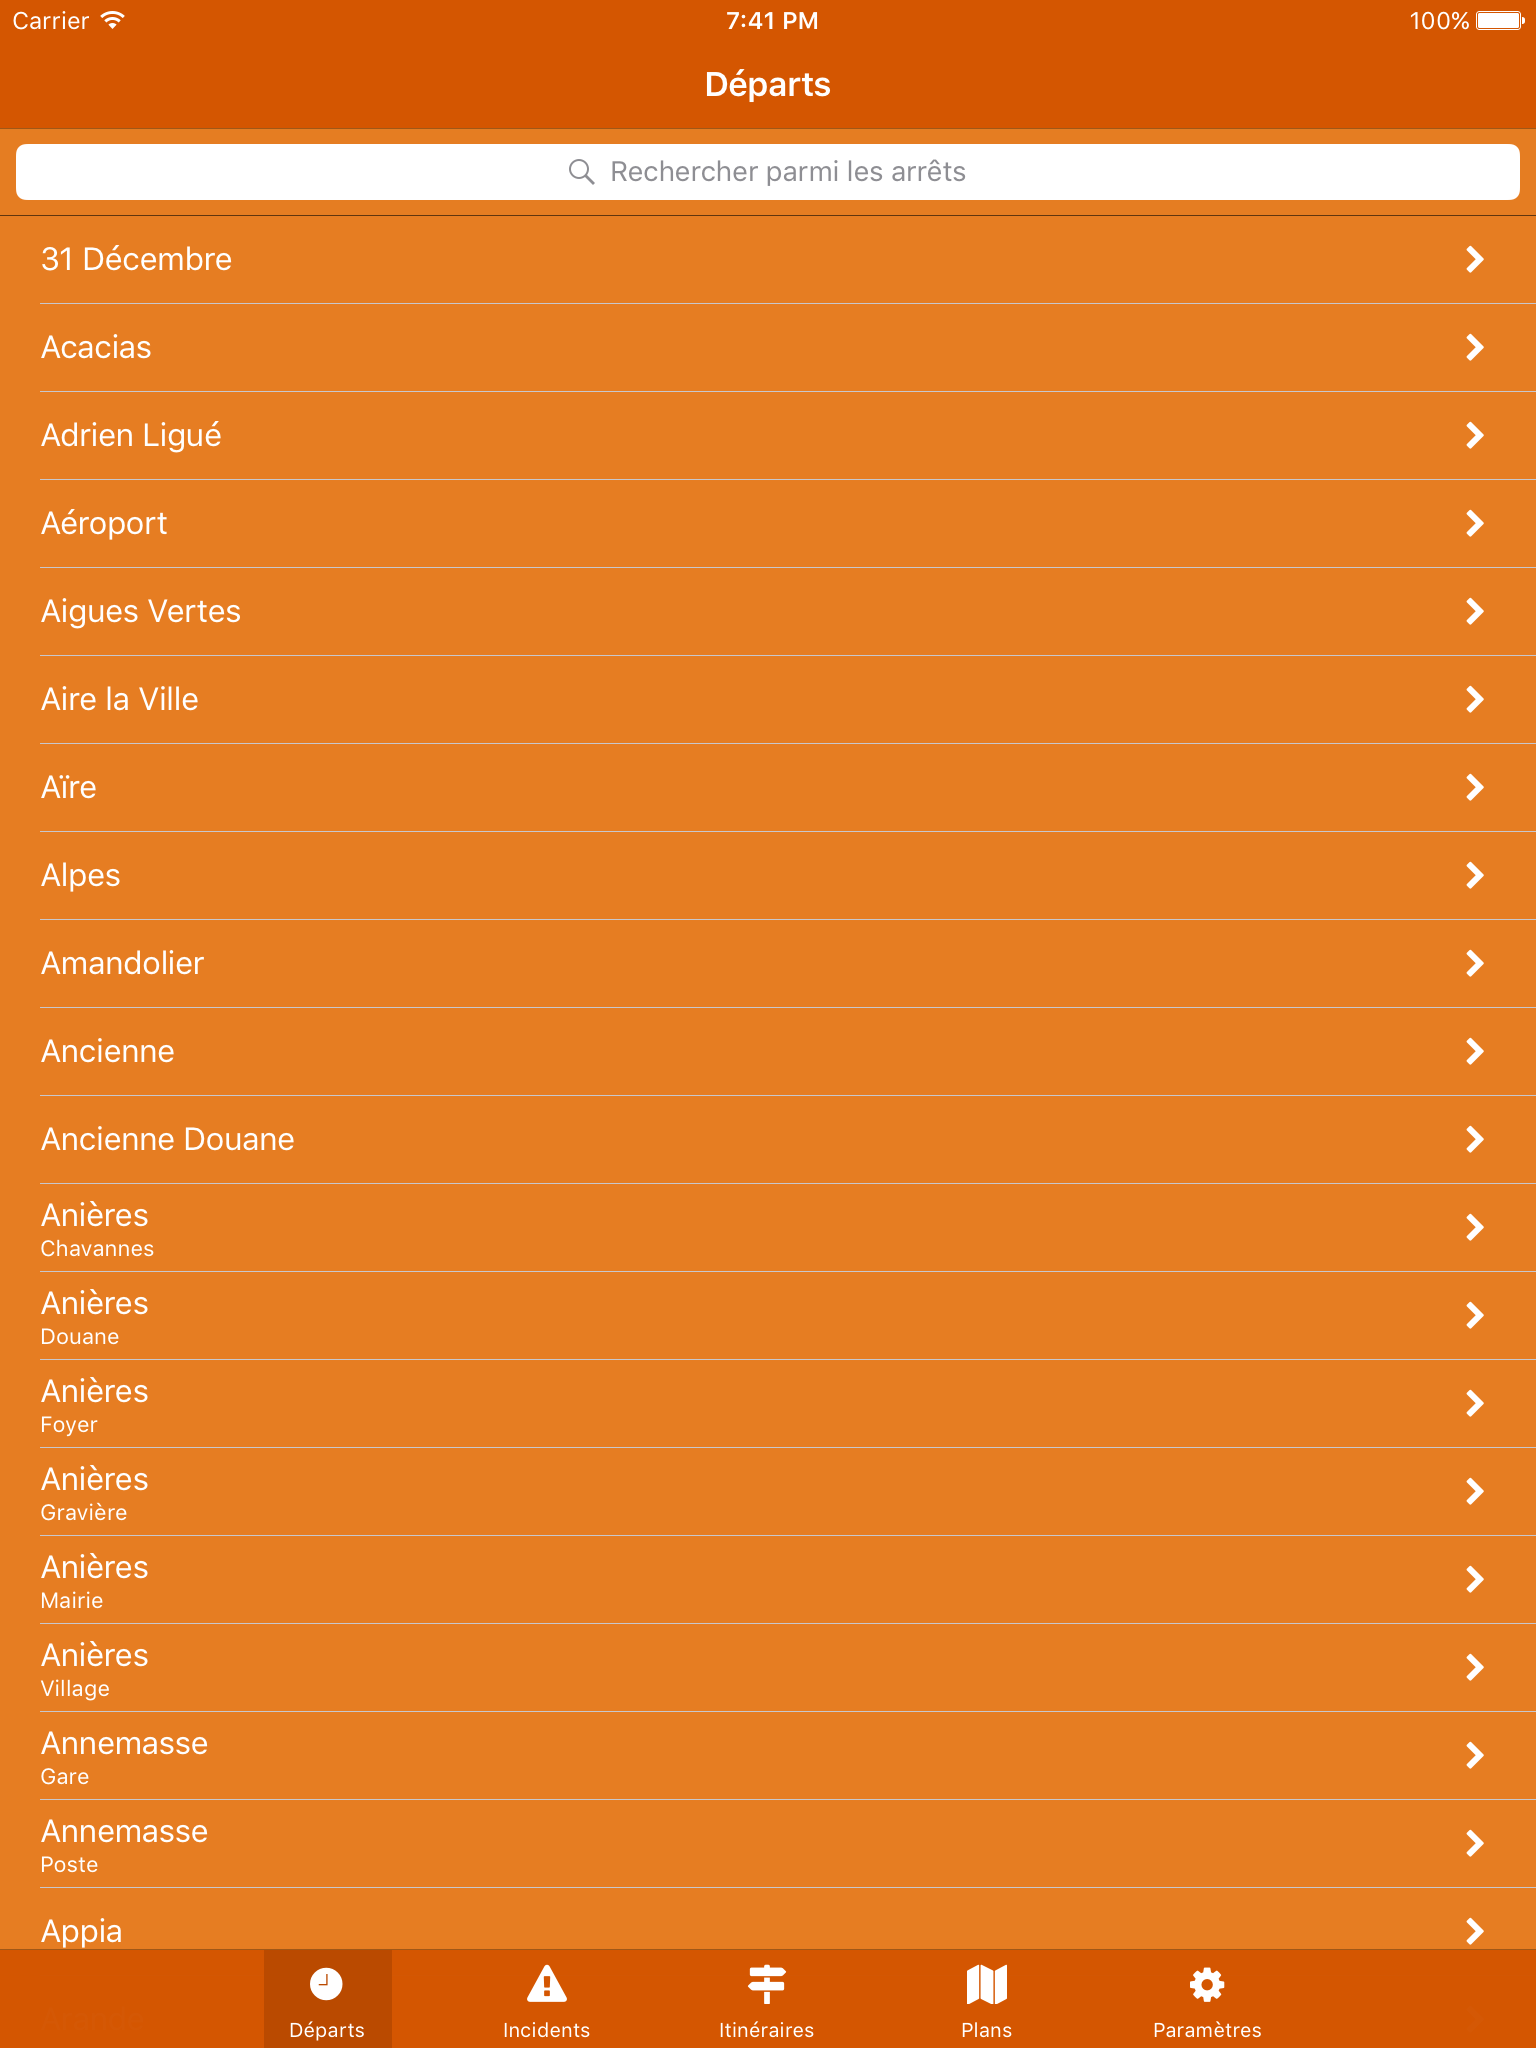 Carrier 7:41 PM 100%
Départs
Rechercher parmi les arrêts
31 Décembre
Acacias
Adrien Ligué
Aéroport
Aigues Vertes
Aire la Ville
Aïre
Alpes
Amandolier
Ancienne
Ancienne Douane
Anières
Chavannes
Anières
Douane
Anières
Foyer
Anières
Gravière
Anières
Mairie
Anières
Village
Annemasse
Gare
Annemasse
Poste
Appia
Départs Incidents Itinéraires Plans Paramètres